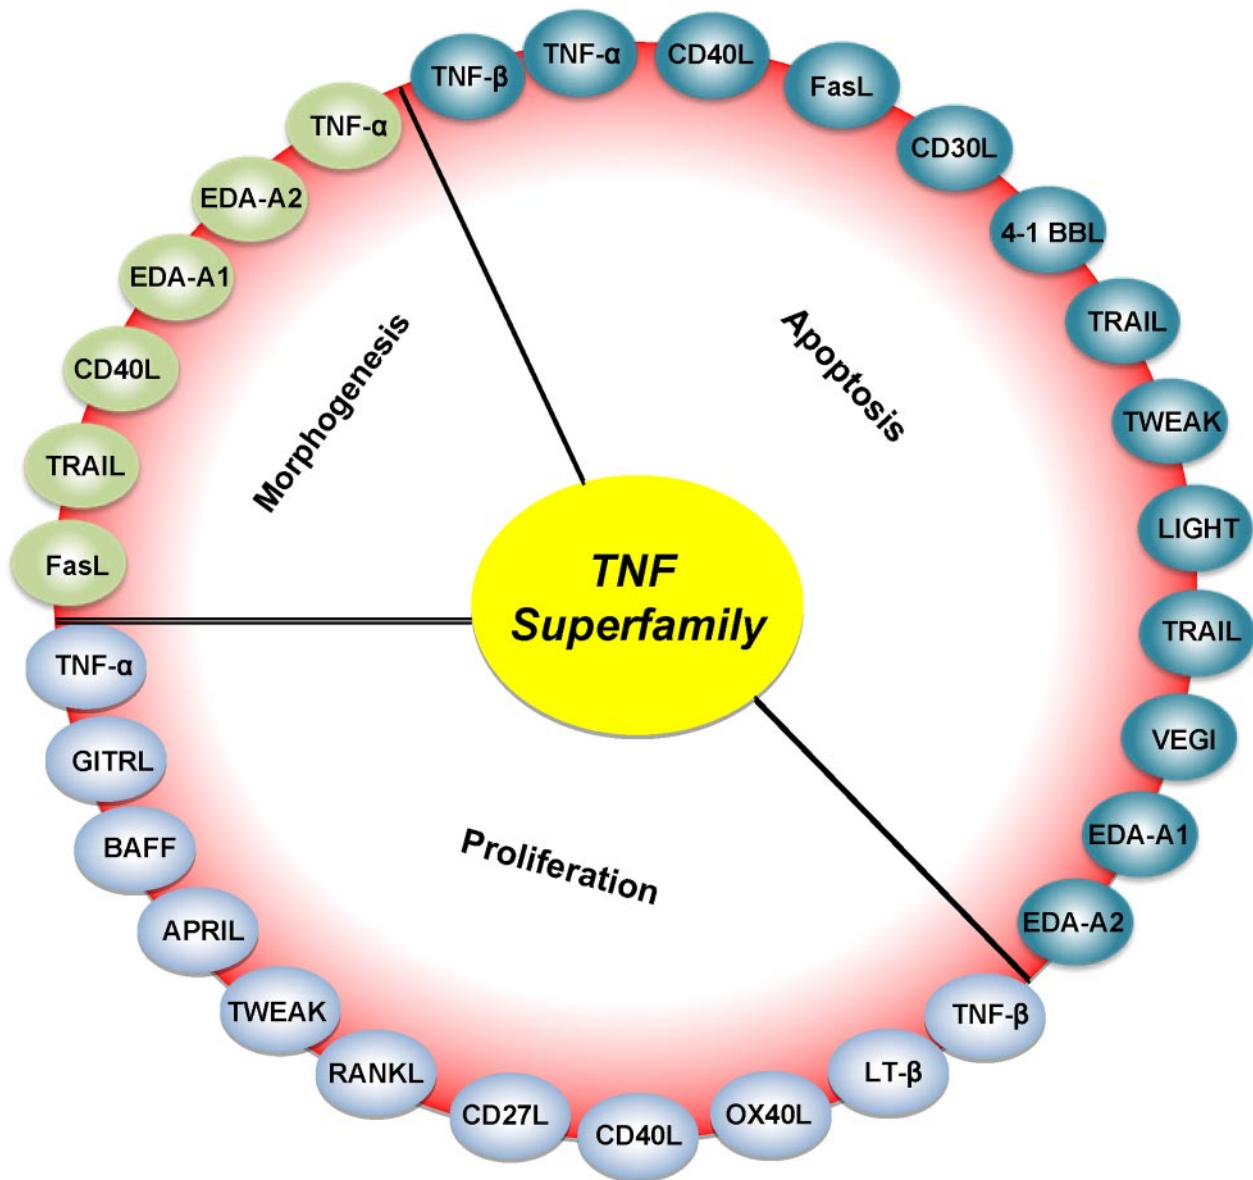 TNF-β
TNF-α
CD40L
FasL
CD30L
4-1 BBL
TRAIL
TWEAK
LIGHT
TRAIL
VEGI
EDA-A1
EDA-A2
Apoptosis
TNF-α
EDA-A2
EDA-A1
CD40L
TRAIL
FasL
Morphogenesis
TNF
Superfamily
Proliferation
TNF-α
GITRL
BAFF
APRIL
TWEAK
RANKL
CD27L
CD40L
OX40L
LT-β
TNF-β